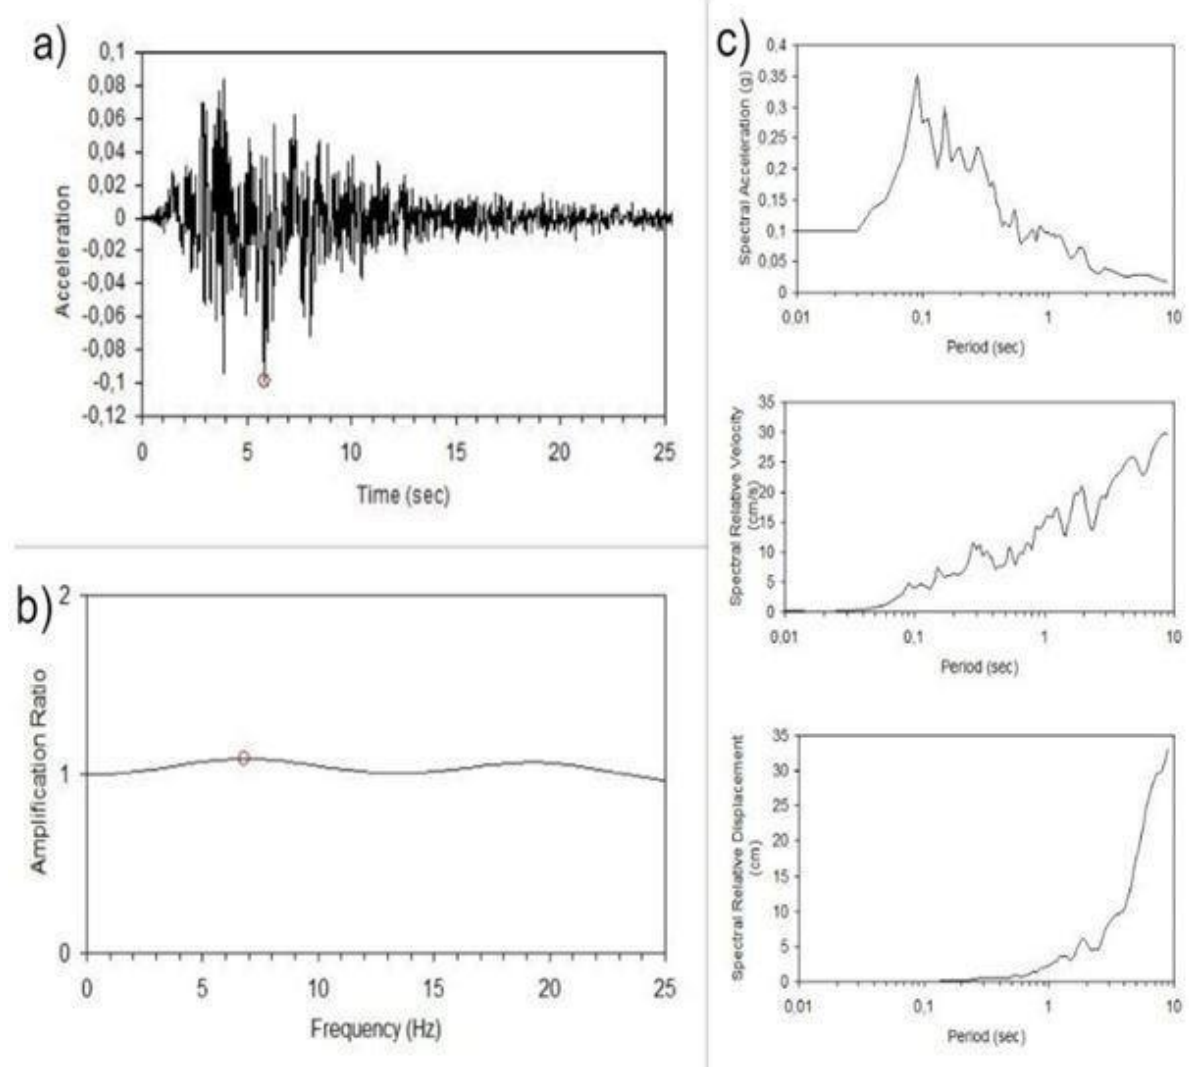 a)
0,1
0,08
0,06
0,04
0,02
0
-0,02
-0,04
-0,06
-0,08
-0,1
-0,12
Acceleration
0 5 10 15 20 25
Time (sec)
b)
2
1
0
Amplification Ratio
0 5 10 15 20 25
Frequency (Hz)
c)
0.4
0.35
0.3
0.25
0.2
0.15
0.1
0.05
0
Spectral Acceleration (g)
0.01 0,1 1 10
Period (sec)
35
30
25
20
15
10
5
0
Spectral Relative Velocity
(cm/s)
0.01 0,1 1 10
Period (sec)
35
30
25
20
15
10
5
0
Spectral Relative Displacement
(cm)
0.01 0,1 1 10
Period (sec)